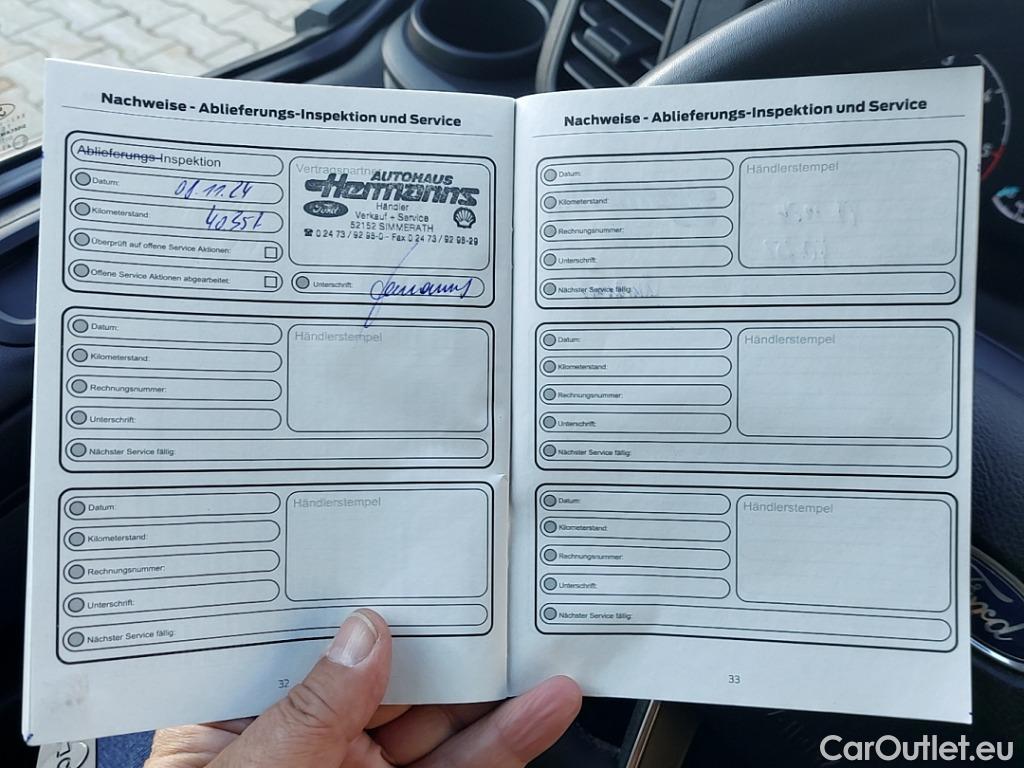 Nachweise - Ablieferungs-Inspektion und Service
Ablieferungs-Inspektion
Datum: 01.11.24
Kilometerstand: 40357
Überprüft auf offene Service Aktionen:
Offene Service Aktionen abgearbeitet:
Vertragspartner
AUTOHAUS
Hermanns
Händler
Ford
Verkauf + Service
52152 SIMMERATH
☎ 0 24 73 / 92 95-0 - Fax 0 24 73 / 92 98-29
Unterschrift:
Datum:
Kilometerstand:
Rechnungsnummer:
Unterschrift:
Nächster Service fällig:
Händlerstempel
Datum:
Kilometerstand:
Rechnungsnummer:
Unterschrift:
Nächster Service fällig:
Händlerstempel
32
Nachweise - Ablieferungs-Inspektion und Service
Datum:
Kilometerstand:
Rechnungsnummer:
Unterschrift:
Nächster Service fällig:
Händlerstempel
Datum:
Kilometerstand:
Rechnungsnummer:
Unterschrift:
Nächster Service fällig:
Händlerstempel
Datum:
Kilometerstand:
Rechnungsnummer:
Unterschrift:
Nächster Service fällig:
Händlerstempel
33
Ford
CarOutlet.eu